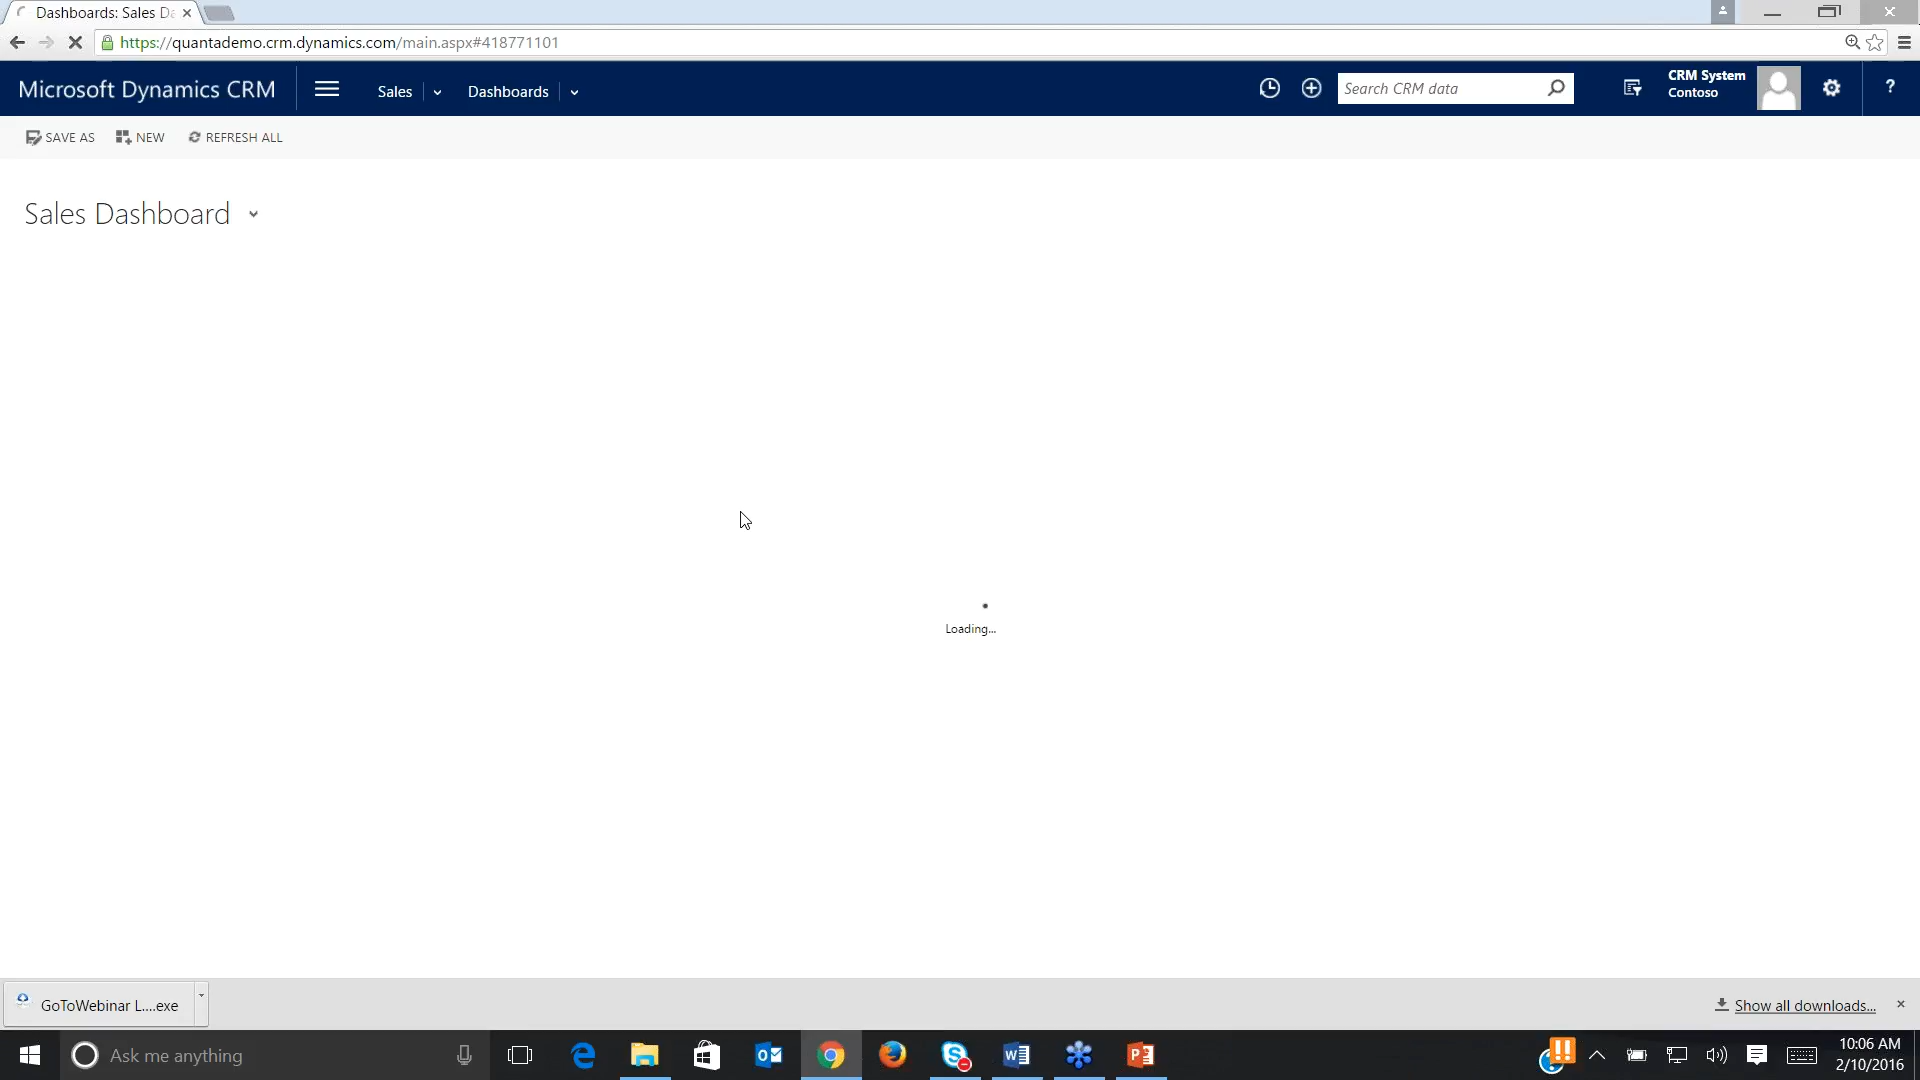 Dashboards: Sales Da
https://quantademo.crm.dynamics.com/main.aspx#418771101
Microsoft Dynamics CRM
Sales
Dashboards
Search CRM data
CRM System
Contoso
?
SAVE AS
NEW
REFRESH ALL
Sales Dashboard
Loading...
GoToWebinar L....exe
Show all downloads...
Ask me anything
10:06 AM
2/10/2016